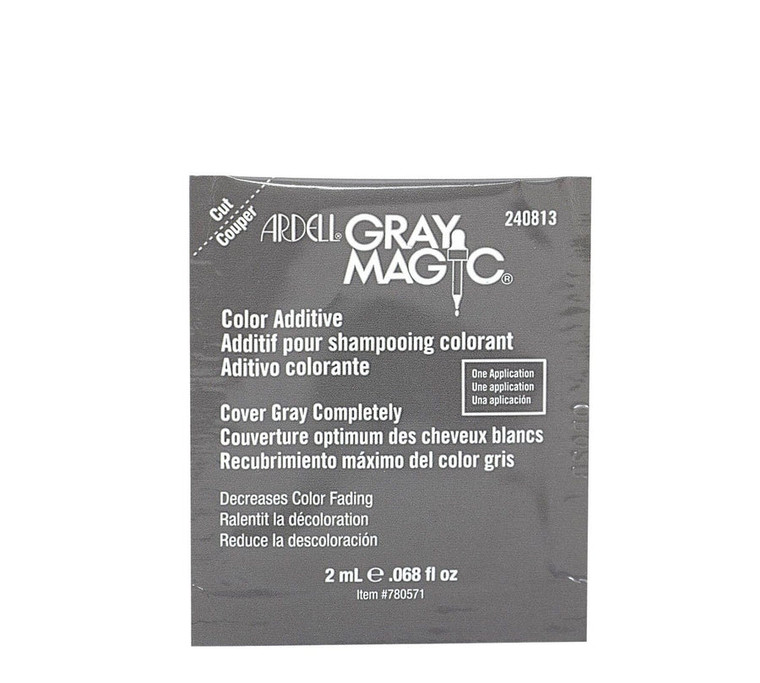 Cut
Couper
ARDELL® GRAY
MAGIC®
240813
Color Additive
Additif pour shampooing colorant
Aditivo colorante
One Application
Une application
Una aplicación
Cover Gray Completely
Couverture optimum des cheveux blancs
Recubrimiento máximo del color gris
Decreases Color Fading
Ralentit la décoloration
Reduce la descoloración
2 mL ℮ .068 fl oz
Item #780571